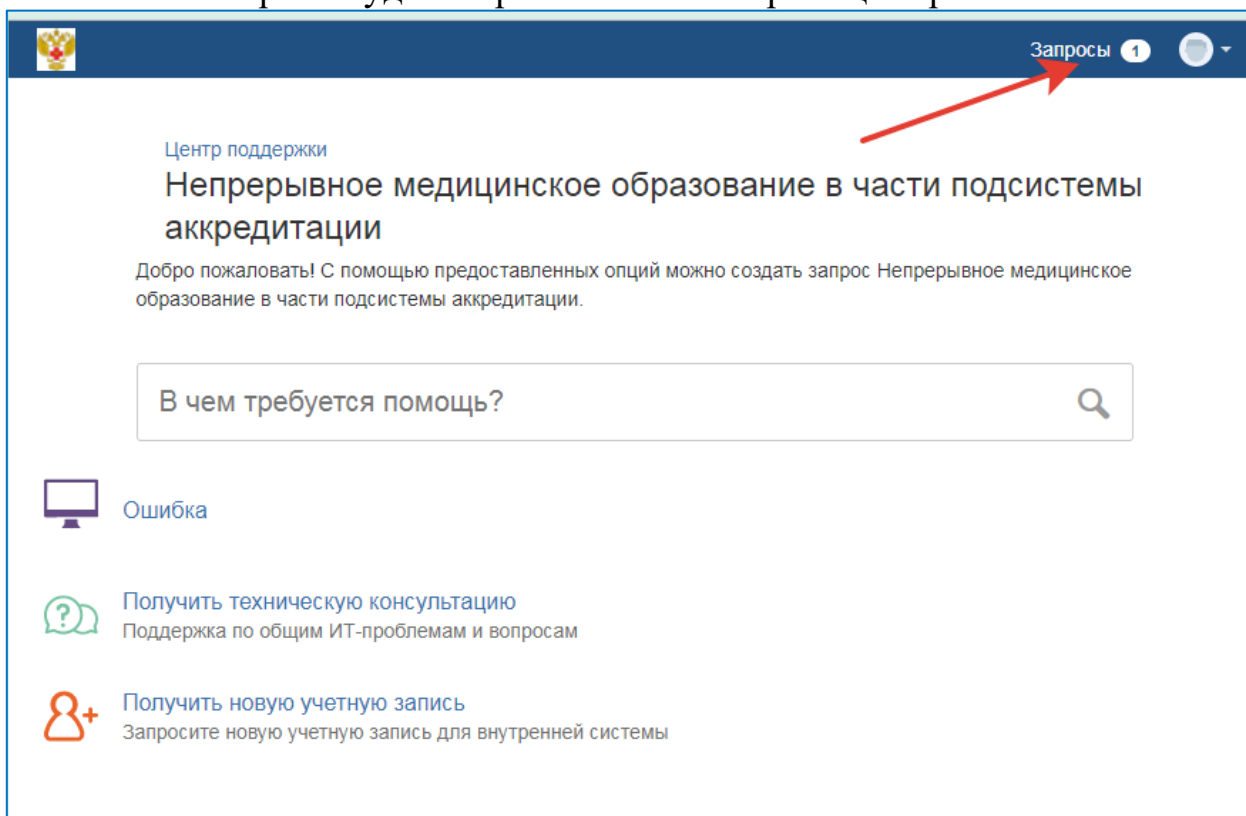 Запросы 1
Центр поддержки
Непрерывное медицинское образование в части подсистемы
аккредитации
Добро пожаловать! С помощью предоставленных опций можно создать запрос Непрерывное медицинское
образование в части подсистемы аккредитации.
В чем требуется помощь?
Ошибка
Получить техническую консультацию
Поддержка по общим ИТ-проблемам и вопросам
Получить новую учетную запись
Запросите новую учетную запись для внутренней системы